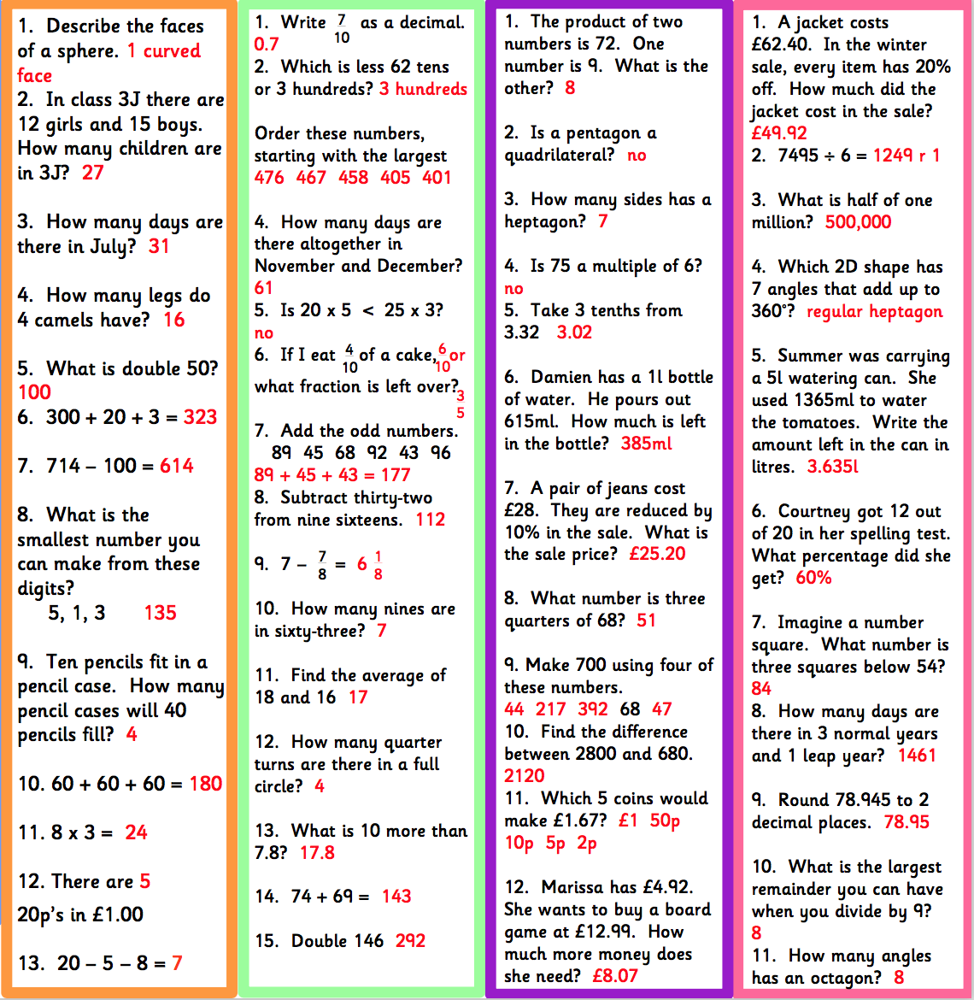 1. Describe the faces
of a sphere. 1 curved
face
2. In class 3J there are
12 girls and 15 boys.
How many children are
in 3J? 27
3. How many days are
there in July? 31
4. How many legs do
4 camels have? 16
5. What is double 50?
100
6. 300 + 20 + 3 = 323
7. 714 – 100 = 614
8. What is the
smallest number you
can make from these
digits?
5, 1, 3 135
9. Ten pencils fit in a
pencil case. How many
pencil cases will 40
pencils fill? 4
10. 60 + 60 + 60 = 180
11. 8 x 3 = 24
12. There are 5
20p's in £1.00
13. 20 – 5 – 8 = 7
1. Write 7/10 as a decimal.
0.7
2. Which is less 62 tens
or 3 hundreds? 3 hundreds
Order these numbers,
starting with the largest
476 467 458 405 401
4. How many days are
there altogether in
November and December?
61
5. Is 20 x 5 < 25 x 3?
no
6. If I eat 4/10 of a cake, 6/10 or
what fraction is left over? 3/5
7. Add the odd numbers.
89 45 68 92 43 96
89 + 45 + 43 = 177
8. Subtract thirty-two
from nine sixteens. 112
9. 7 – 7/8 = 6 1/8
10. How many nines are
in sixty-three? 7
11. Find the average of
18 and 16 17
12. How many quarter
turns are there in a full
circle? 4
13. What is 10 more than
7.8? 17.8
14. 74 + 69 = 143
15. Double 146 292
1. The product of two
numbers is 72. One
number is 9. What is the
other? 8
2. Is a pentagon a
quadrilateral? no
3. How many sides has a
heptagon? 7
4. Is 75 a multiple of 6?
no
5. Take 3 tenths from
3.32 3.02
6. Damien has a 1l bottle
of water. He pours out
615ml. How much is left
in the bottle? 385ml
7. A pair of jeans cost
£28. They are reduced by
10% in the sale. What is
the sale price? £25.20
8. What number is three
quarters of 68? 51
9. Make 700 using four of
these numbers.
44 217 392 68 47
10. Find the difference
between 2800 and 680.
2120
11. Which 5 coins would
make £1.67? £1 50p
10p 5p 2p
12. Marissa has £4.92.
She wants to buy a board
game at £12.99. How
much more money does
she need? £8.07
1. A jacket costs
£62.40. In the winter
sale, every item has 20%
off. How much did the
jacket cost in the sale?
£49.92
2. 7495 ÷ 6 = 1249 r 1
3. What is half of one
million? 500,000
4. Which 2D shape has
7 angles that add up to
360°? regular heptagon
5. Summer was carrying
a 5l watering can. She
used 1365ml to water
the tomatoes. Write the
amount left in the can in
litres. 3.635l
6. Courtney got 12 out
of 20 in her spelling test.
What percentage did she
get? 60%
7. Imagine a number
square. What number is
three squares below 54?
84
8. How many days are
there in 3 normal years
and 1 leap year? 1461
9. Round 78.945 to 2
decimal places. 78.95
10. What is the largest
remainder you can have
when you divide by 9?
8
11. How many angles
has an octagon? 8